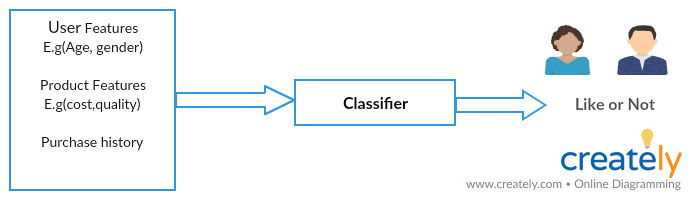 User Features
E.g(Age, gender)
Product Features
E.g(cost,quality)
Purchase history
Classifier
Like or Not
creately
www.creately.com • Online Diagramming